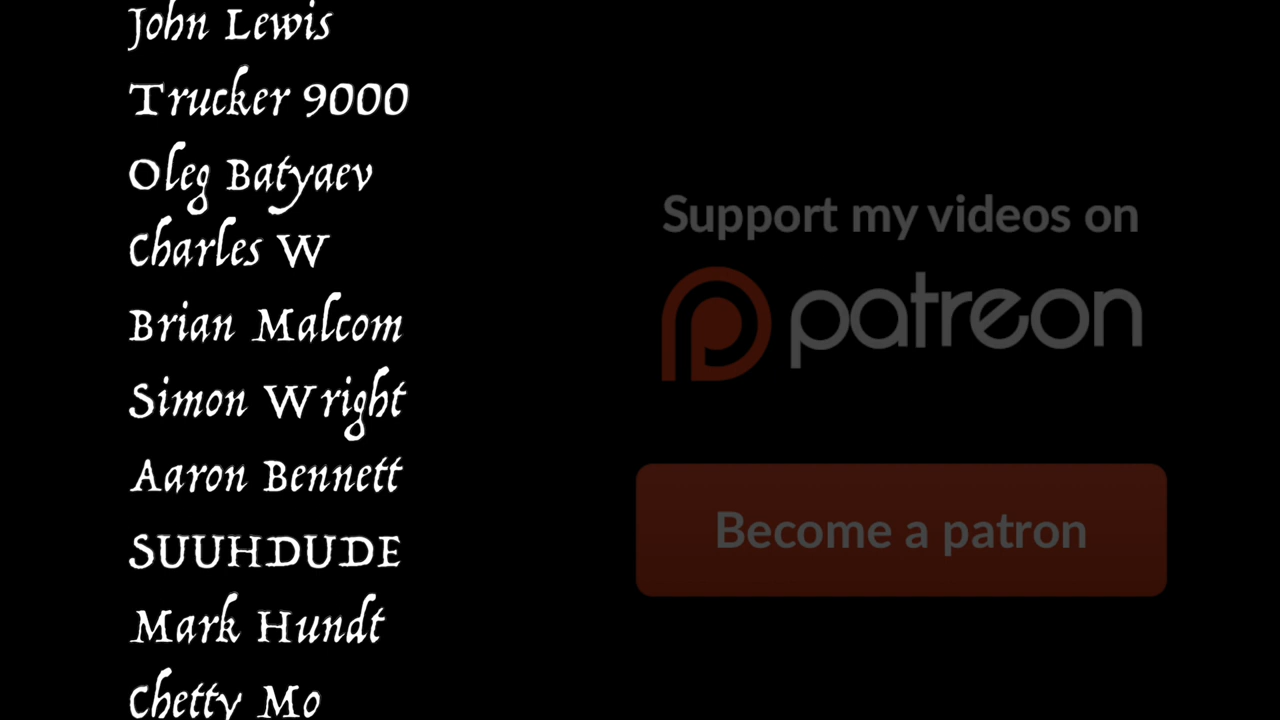 John Lewis
Trucker 9000
Oleg Batyaev
Charles W
Brian Malcom
Simon Wright
Aaron Bennett
SUUHDUDE
Mark Hundt
Chetty Mo
Support my videos on
patreon
Become a patron